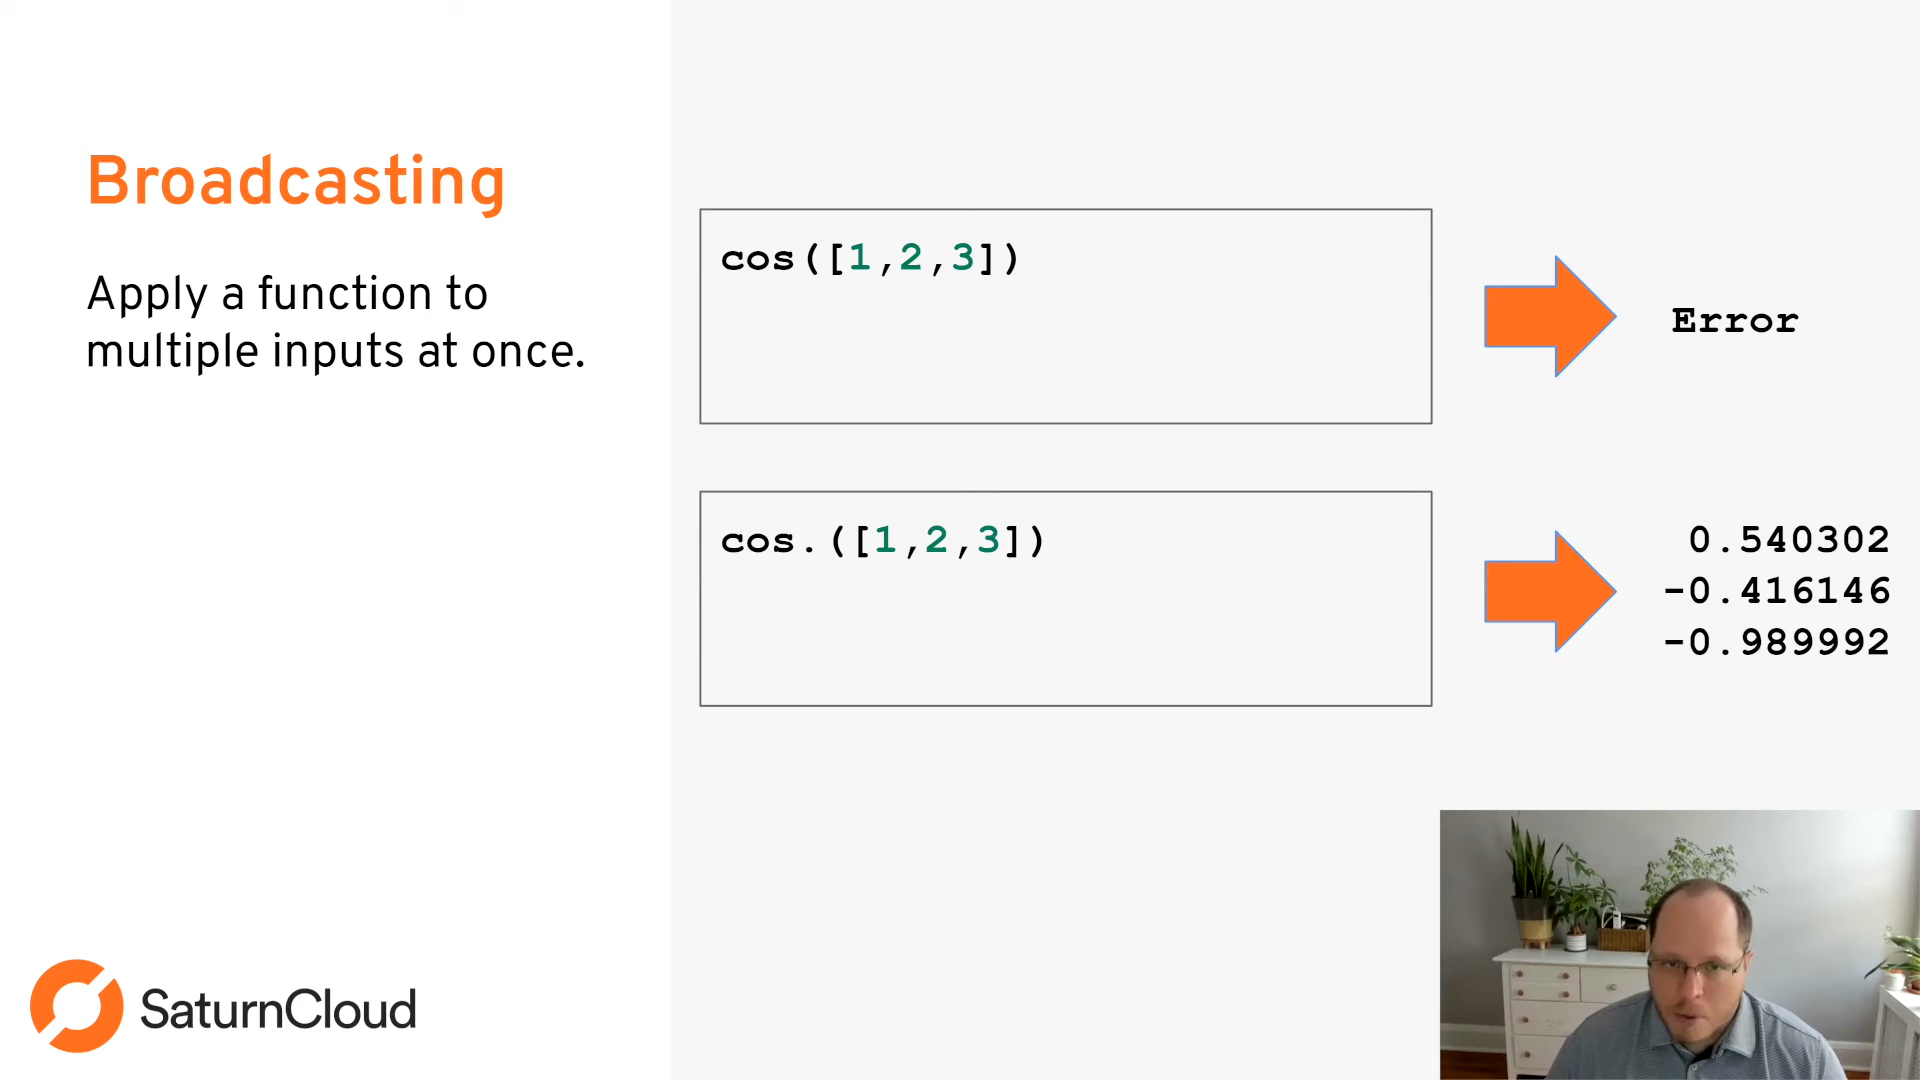 Broadcasting
Apply a function to
multiple inputs at once.
cos([1,2,3])
Error
cos.([1,2,3])
0.540302
-0.416146
-0.989992
SaturnCloud